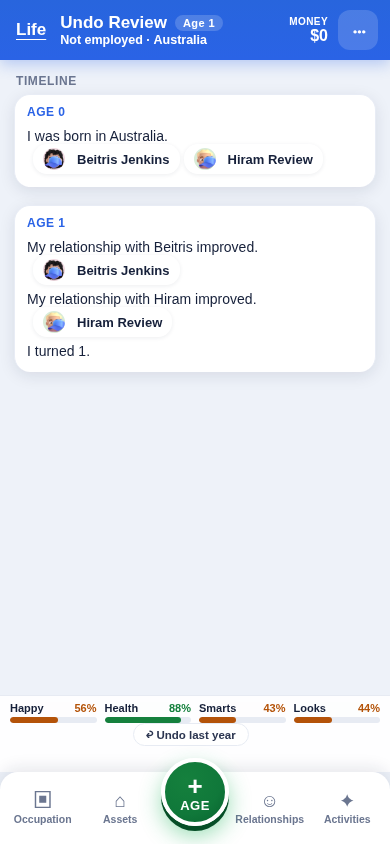 Life
Undo Review Age 1
Not employed · Australia
MONEY
$0
TIMELINE
AGE 0
I was born in Australia.
Beitris Jenkins Hiram Review
AGE 1
My relationship with Beitris improved.
Beitris Jenkins
My relationship with Hiram improved.
Hiram Review
I turned 1.
Happy 56% Health 88% Smarts 43% Looks 44%
Undo last year
+
AGE
Occupation Assets Relationships Activities